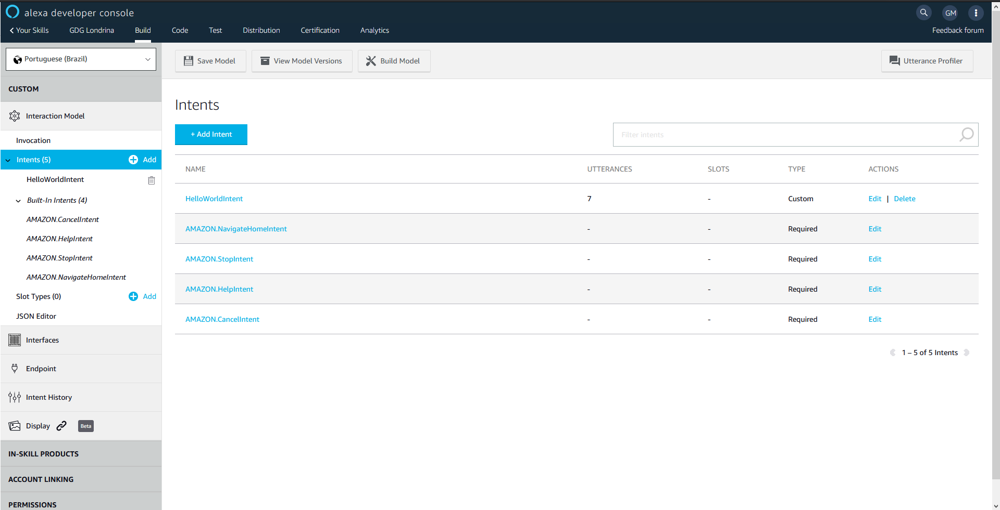 alexa developer console
GM
Your Skills GDG Londrina Build Code Test Distribution Certification Analytics Feedback forum
Portuguese (Brazil)
Save Model View Model Versions Build Model Utterance Profiler
CUSTOM
Interaction Model
Invocation
Intents (5) Add
HelloWorldIntent
Built-In Intents (4)
AMAZON.CancelIntent
AMAZON.HelpIntent
AMAZON.StopIntent
AMAZON.NavigateHomeIntent
Slot Types (0) Add
JSON Editor
Interfaces
Endpoint
Intent History
Display Beta
IN-SKILL PRODUCTS
ACCOUNT LINKING
PERMISSIONS
Intents
+ Add Intent
Filter intents
NAME UTTERANCES SLOTS TYPE ACTIONS
HelloWorldIntent 7 - Custom Edit | Delete
AMAZON.NavigateHomeIntent - - Required Edit
AMAZON.StopIntent - - Required Edit
AMAZON.HelpIntent - - Required Edit
AMAZON.CancelIntent - - Required Edit
1 – 5 of 5 Intents